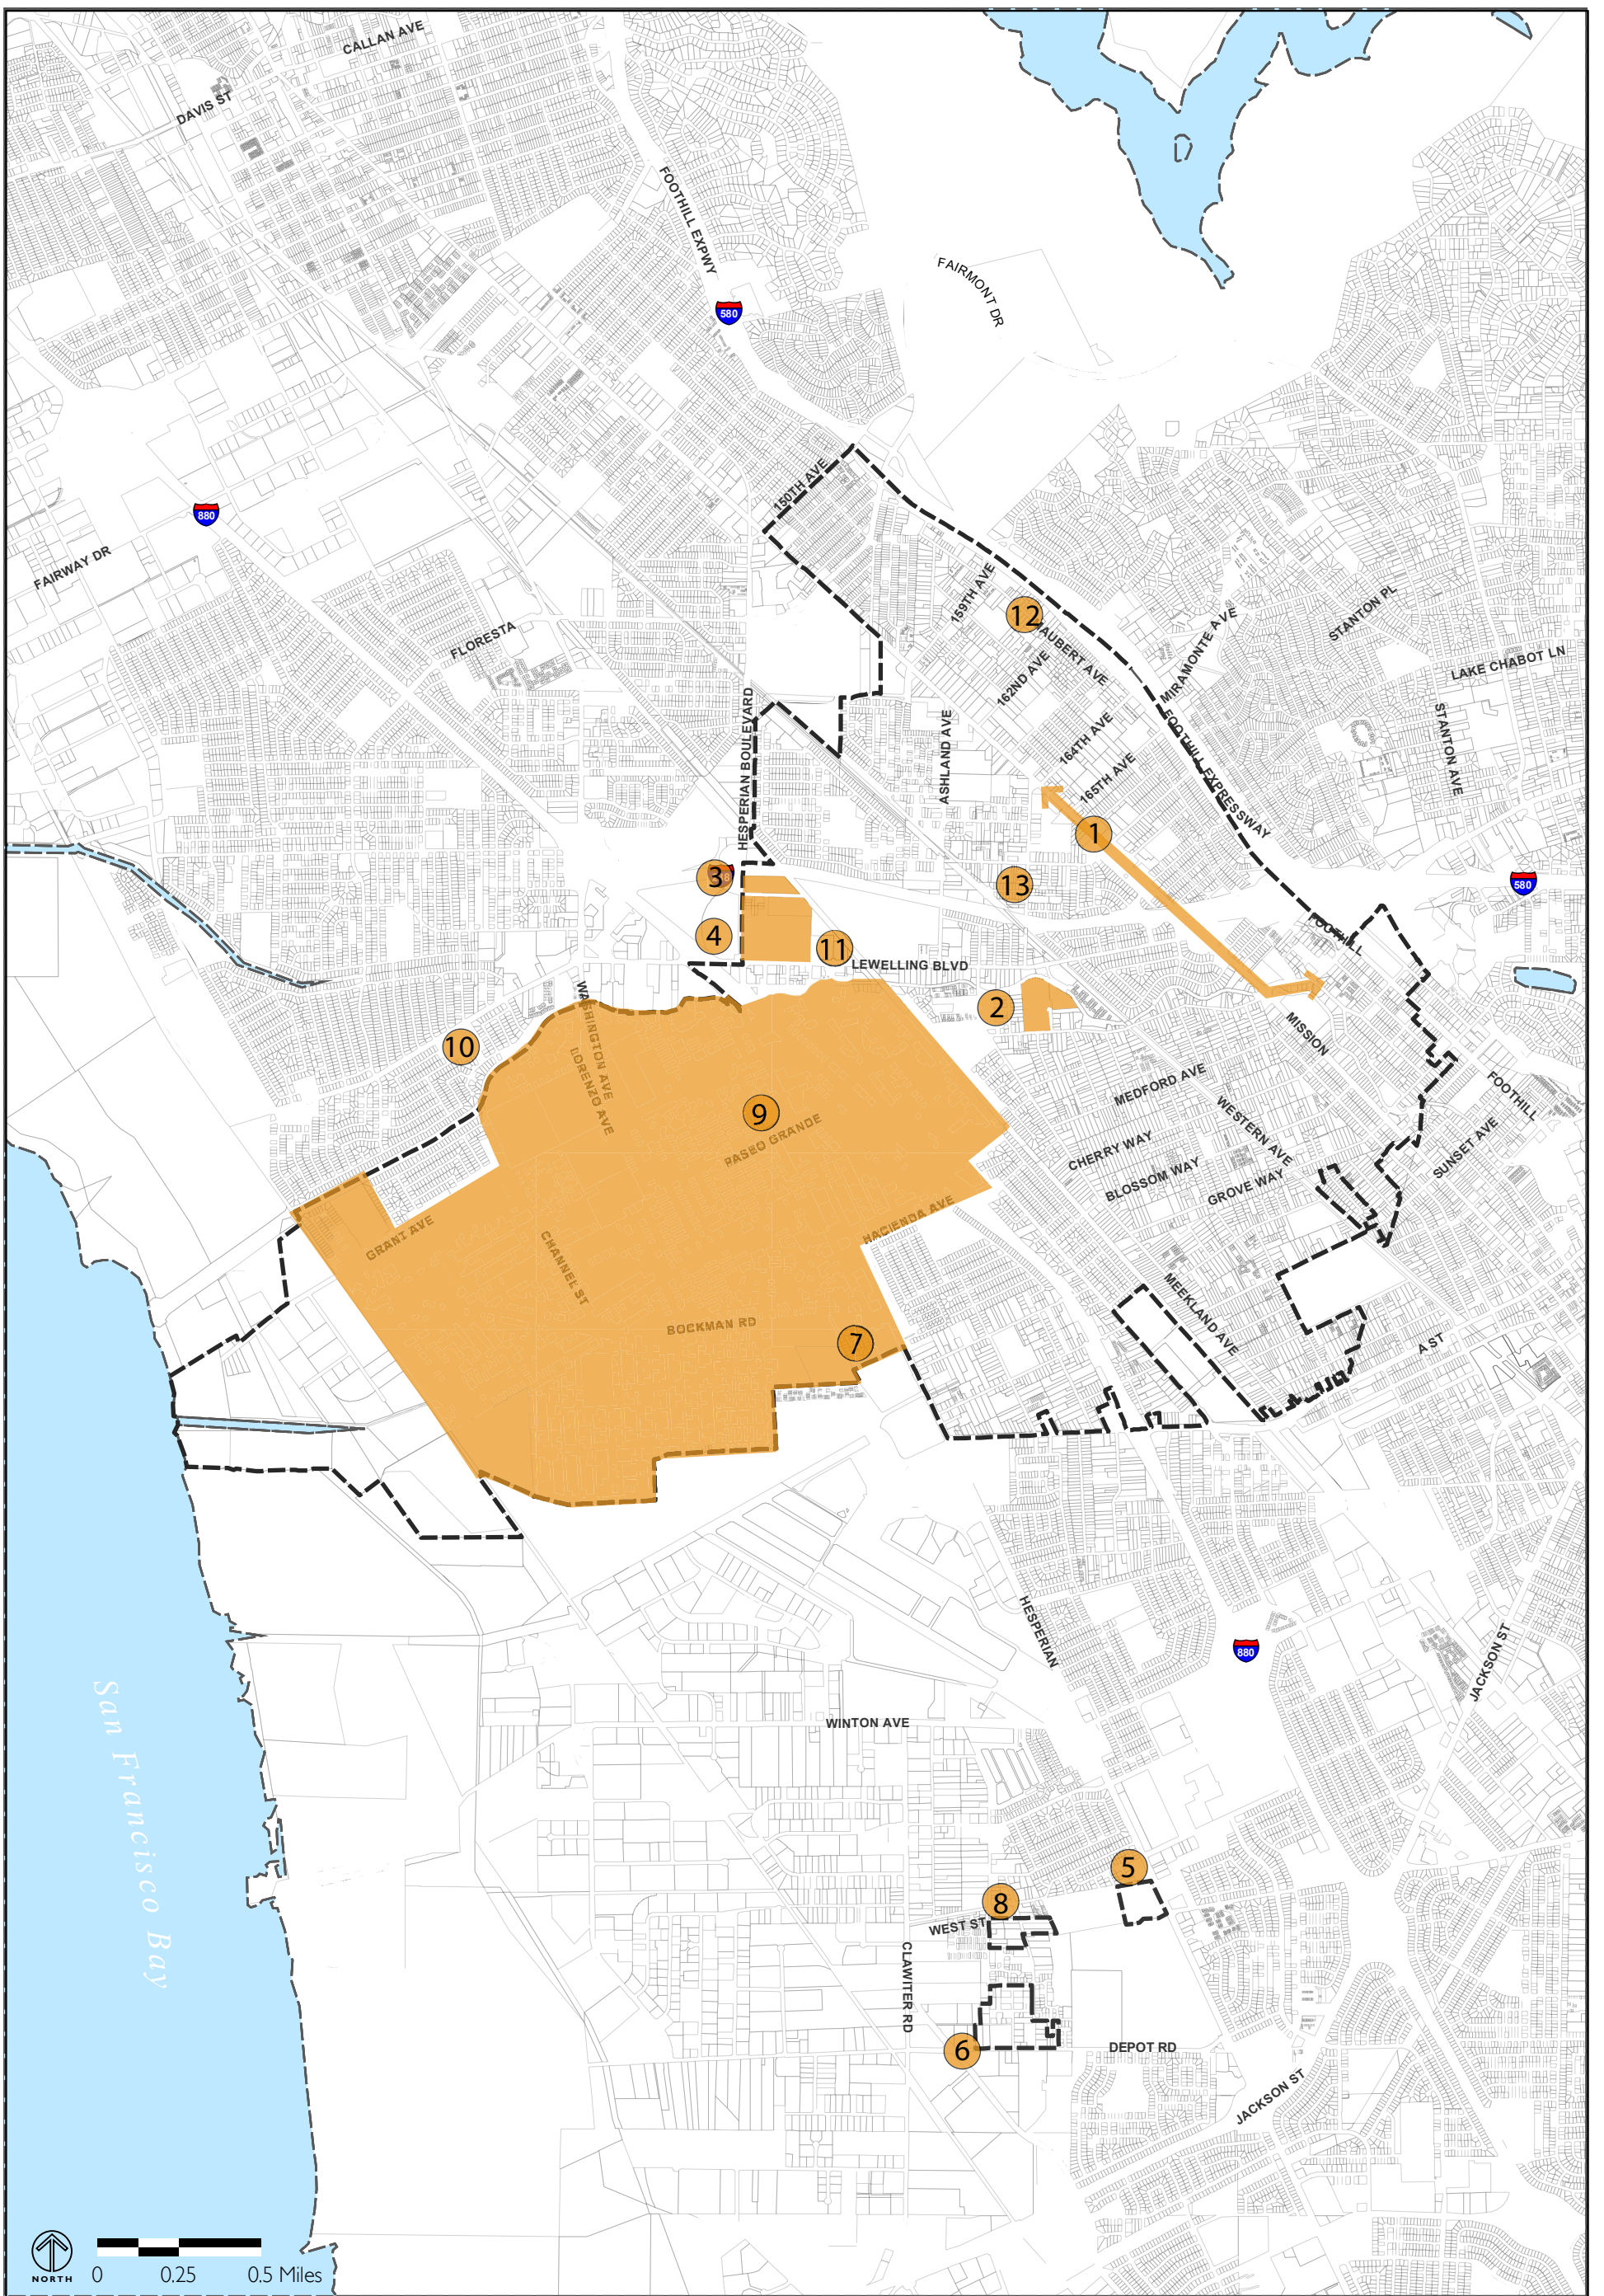 CALLAN AVE
DAVIS ST
FOOTHILL EXPWY
FAIRMONT DR
580
150TH AVE
880
FAIRWAY DR
159TH AVE
12
HAUBERT AVE
STANTON PL
FLORESTA
MIRAMONTE AVE
162ND AVE
LAKE CHABOT LN
HESPERIAN BOULEVARD
ASHLAND AVE
164TH AVE
FOOTHILL EXPRESSWAY
STANTON AVE
165TH AVE
1
3
13
580
4
11
FOOTHILL
LEWELLING BLVD
2
10
WASHINGTON AVE
LORENZO AVE
MISSION
MEDFORD AVE
FOOTHILL
9
PASEO GRANDE
WESTERN AVE
CHERRY WAY
SUNSET AVE
BLOSSOM WAY
GROVE WAY
HACIENDA AVE
GRANT AVE
CHANNEL ST
MEEKLAND AVE
BOCKMAN RD
7
A ST
HESPERIAN
880
JACKSON ST
San Francisco Bay
WINTON AVE
5
8
WEST ST
CLAWITER RD
6
DEPOT RD
JACKSON ST
NORTH
0 0.25 0.5 Miles